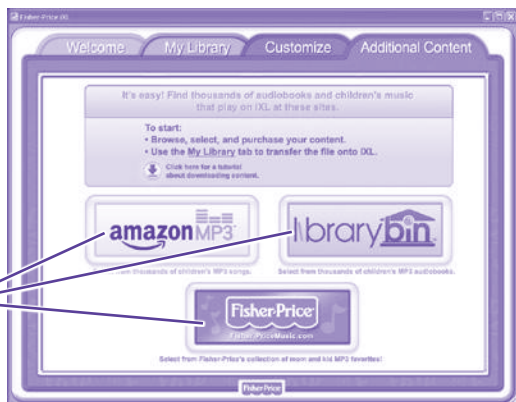 Fisher-Price iXL
Welcome
My Library
Customize
Additional Content
It's easy! Find thousands of audiobooks and children's music
that play on iXL at these sites.
To start:
• Browse, select, and purchase your content.
• Use the My Library tab to transfer the file onto iXL.
Click here for a tutorial
about downloading content.
amazonMP3
librarybin
from thousands of children's MP3 songs.
Select from thousands of children's MP3 audiobooks.
Fisher-Price
Fisher-PriceMusic.com
Select from Fisher-Price's collection of mom and kid MP3 favorites!
Fisher-Price